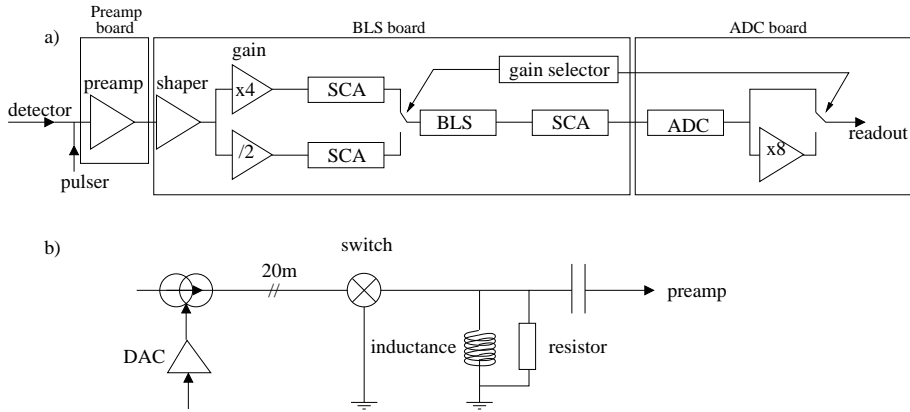 Preamp
board
BLS board
ADC board
a)
gain
preamp
shaper
x4
SCA
gain selector
detector
BLS
SCA
ADC
readout
/2
SCA
x8
pulser
b)
switch
20m
preamp
DAC
inductance
resistor